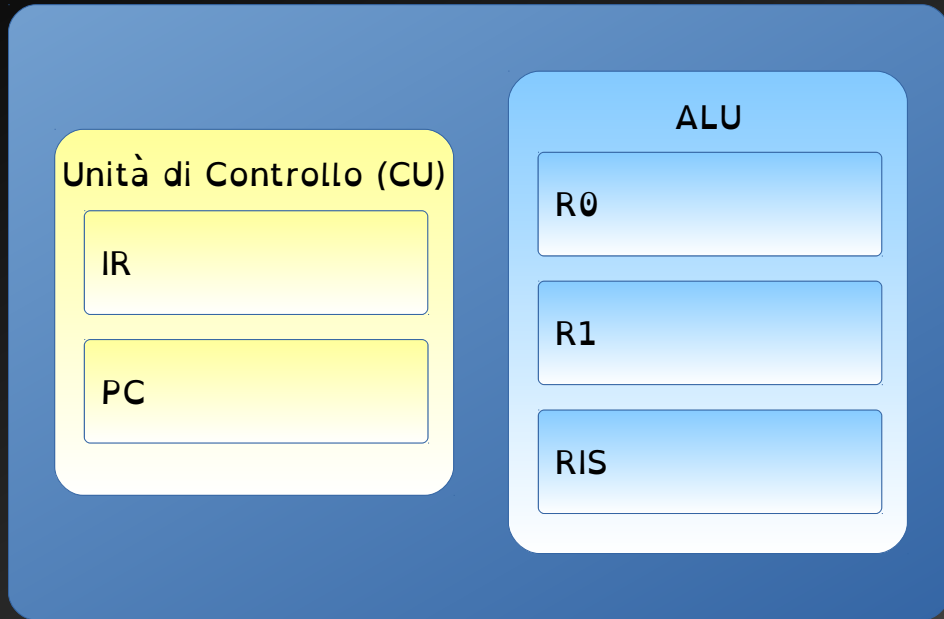 Unità di Controllo (CU)
IR
PC
ALU
R0
R1
RIS